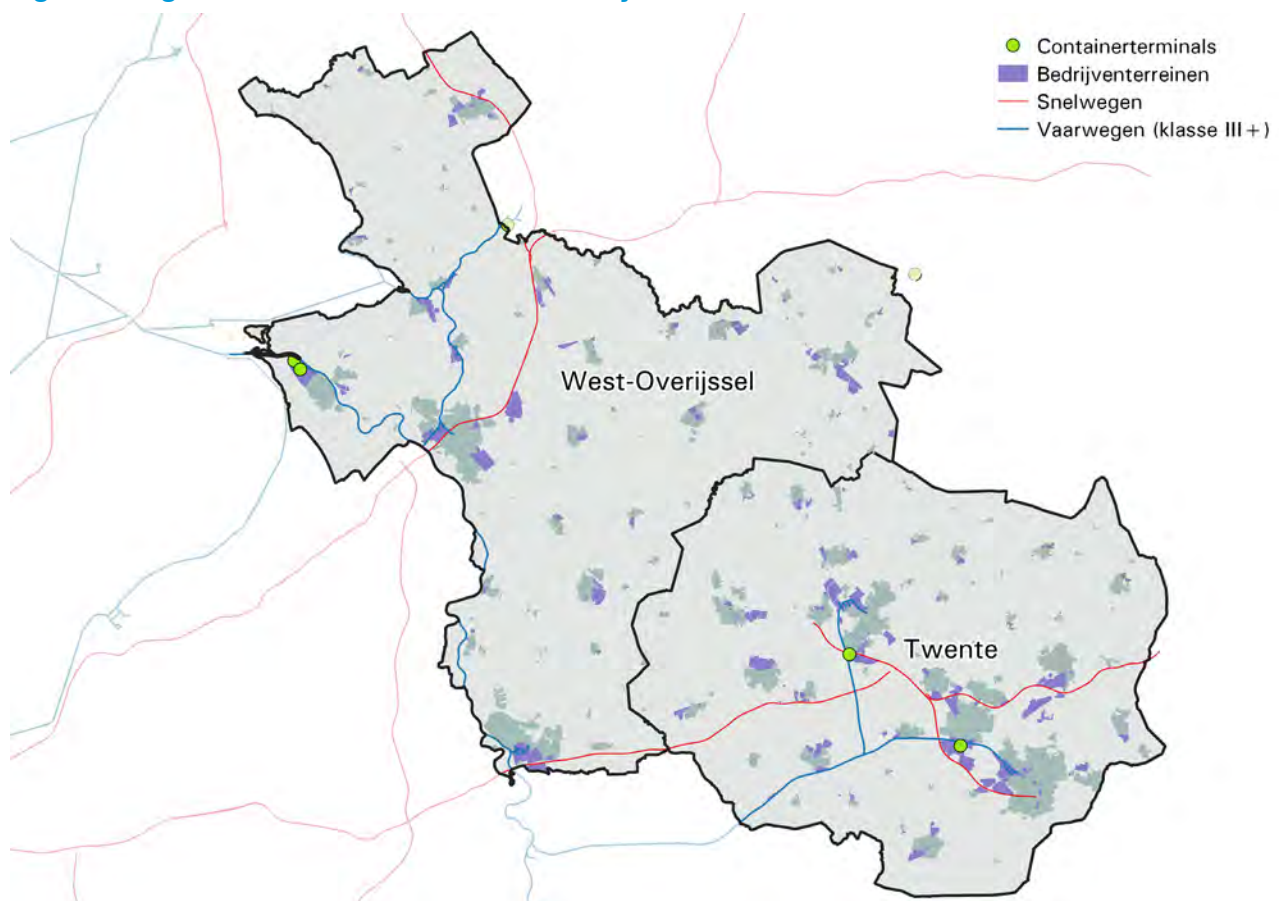 Containerterminals
Bedrijventerreinen
Snelwegen
Vaarwegen (klasse III+)
West-Overijssel
Twente